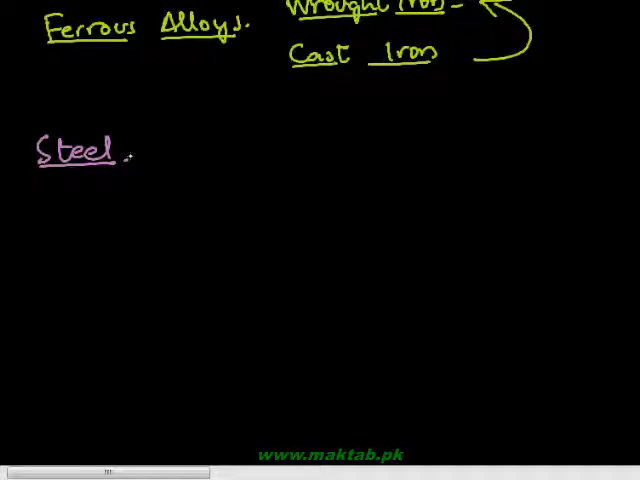 Wrought Iron -
Ferrous Alloys.
Cast Iron
Steel .
www.maktab.pk